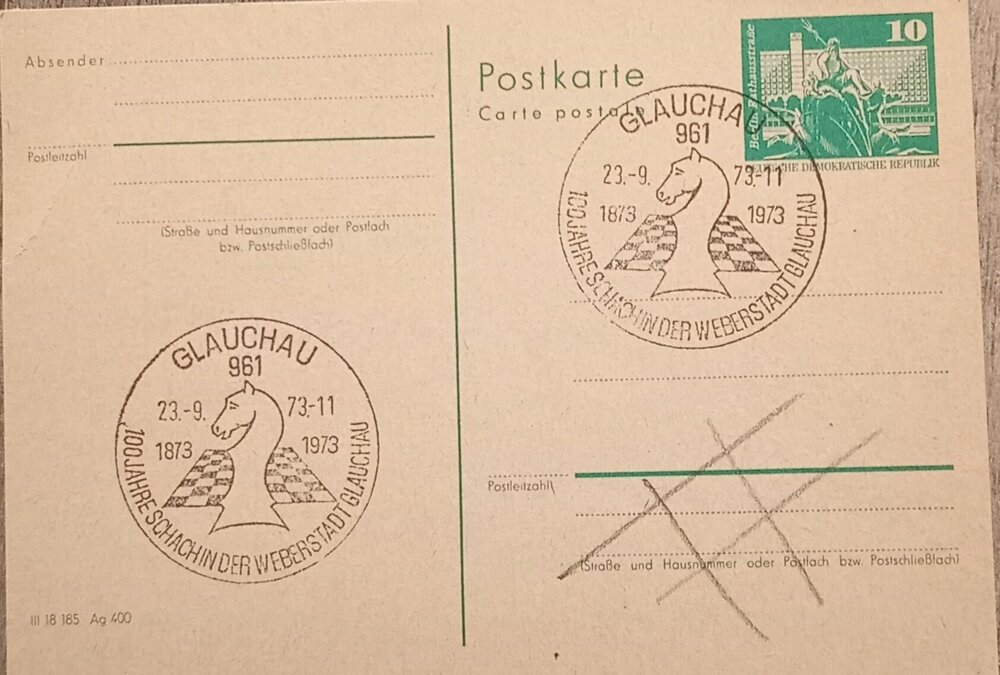 Absender
Postleitzahl
(Straße und Hausnummer oder Postfach
bzw. Postschließfach)
Postkarte
Carte postale
10
Rathausstraße
DEUTSCHE DEMOKRATISCHE REPUBLIK
GLAUCHAU
961
23.-9. 73.-11
1873 1973
100 JAHRE SCHACH IN DER WEBERSTADT GLAUCHAU
GLAUCHAU
961
23.-9. 73.-11
1873 1973
100 JAHRE SCHACH IN DER WEBERSTADT GLAUCHAU
Postleitzahl
(Straße und Hausnummer oder Postfach bzw. Postschließfach)
III 18 185 Ag 400